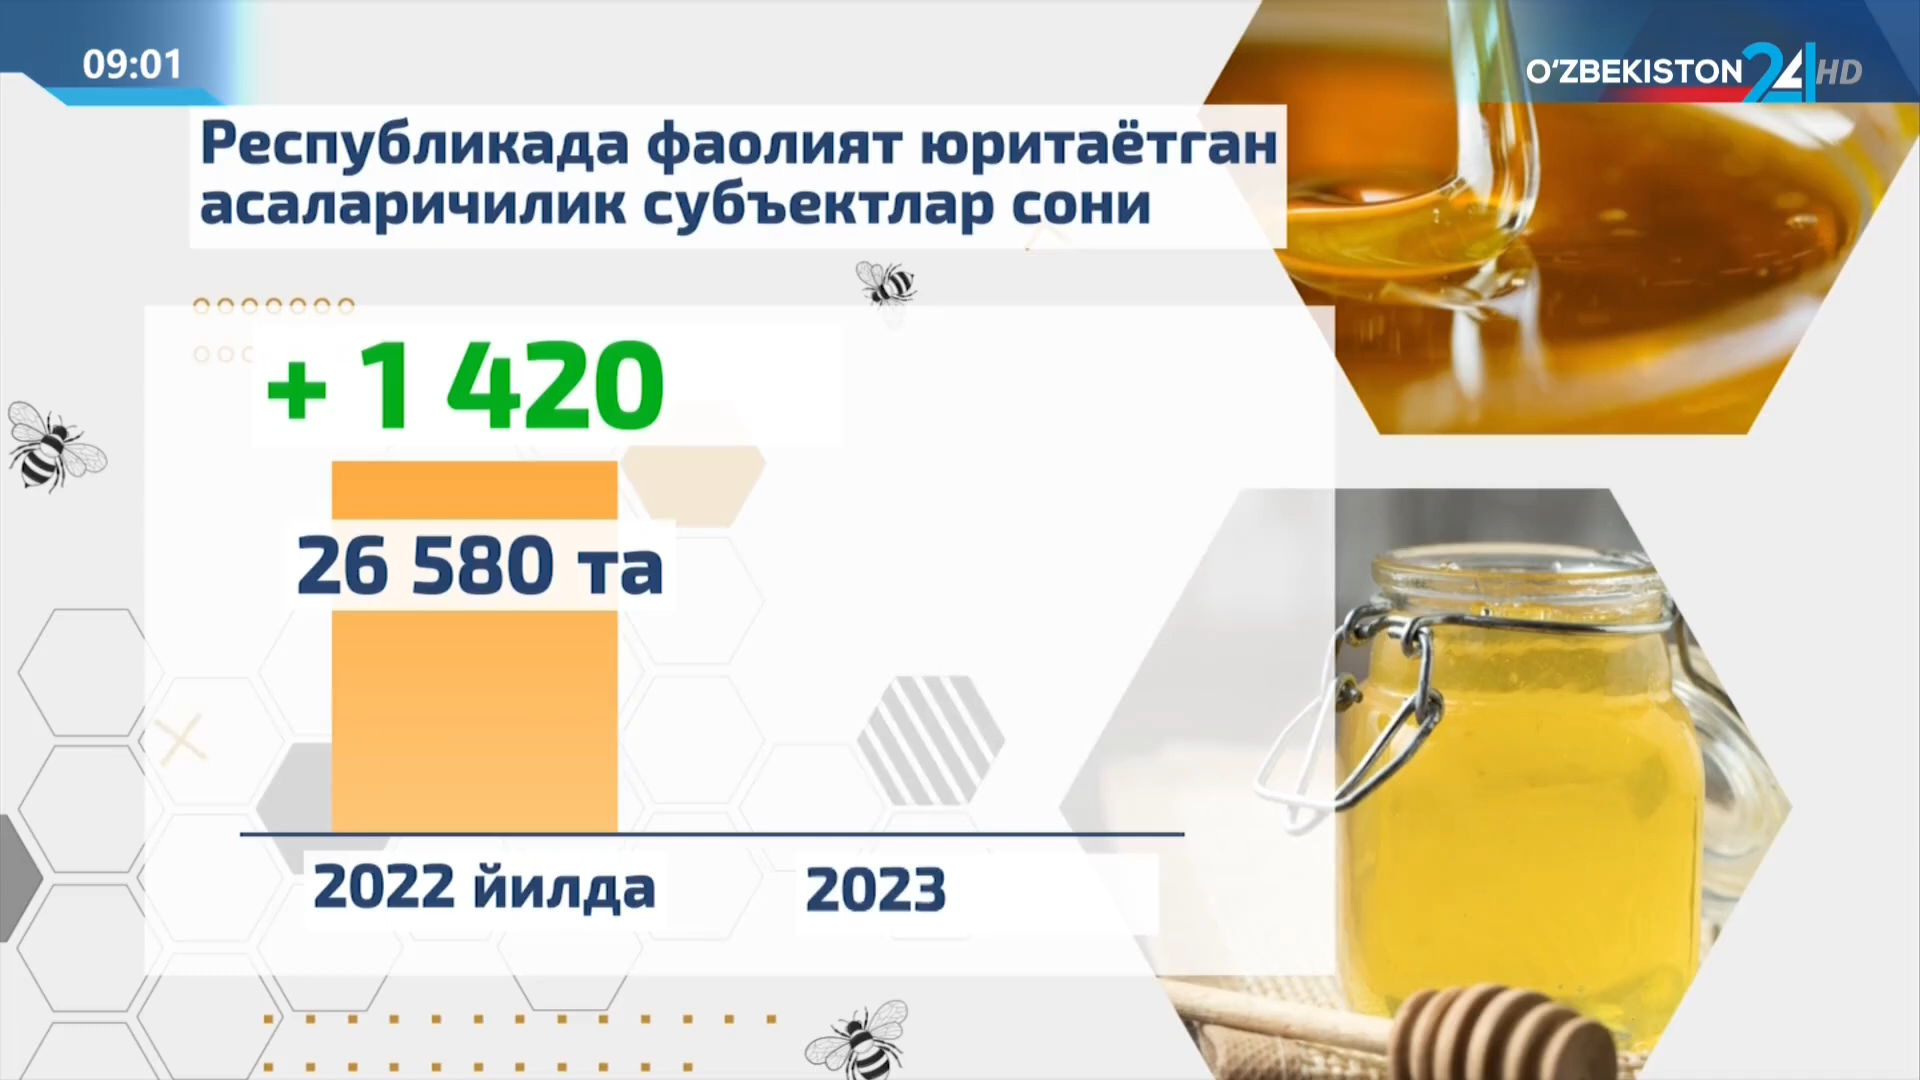 09:01
O‘ZBEKISTON 24 HD
Республикада фаолият юритаётган
асаларичилик субъектлар сони
+ 1 420
26 580 та
2022 йилда
2023